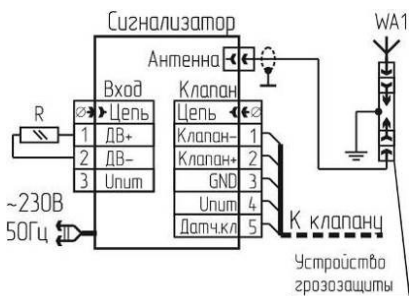 Сигнализатор
WA1
Антенна
Вход
Цепь
R
1 ДВ+
2 ДВ-
3 Uпит
Клапан
Цепь
Клапан- 1
Клапан+ 2
GND 3
Uпит 4
Датч.кл 5
~230В
50Гц
К клапану
Устройство
грозозащиты